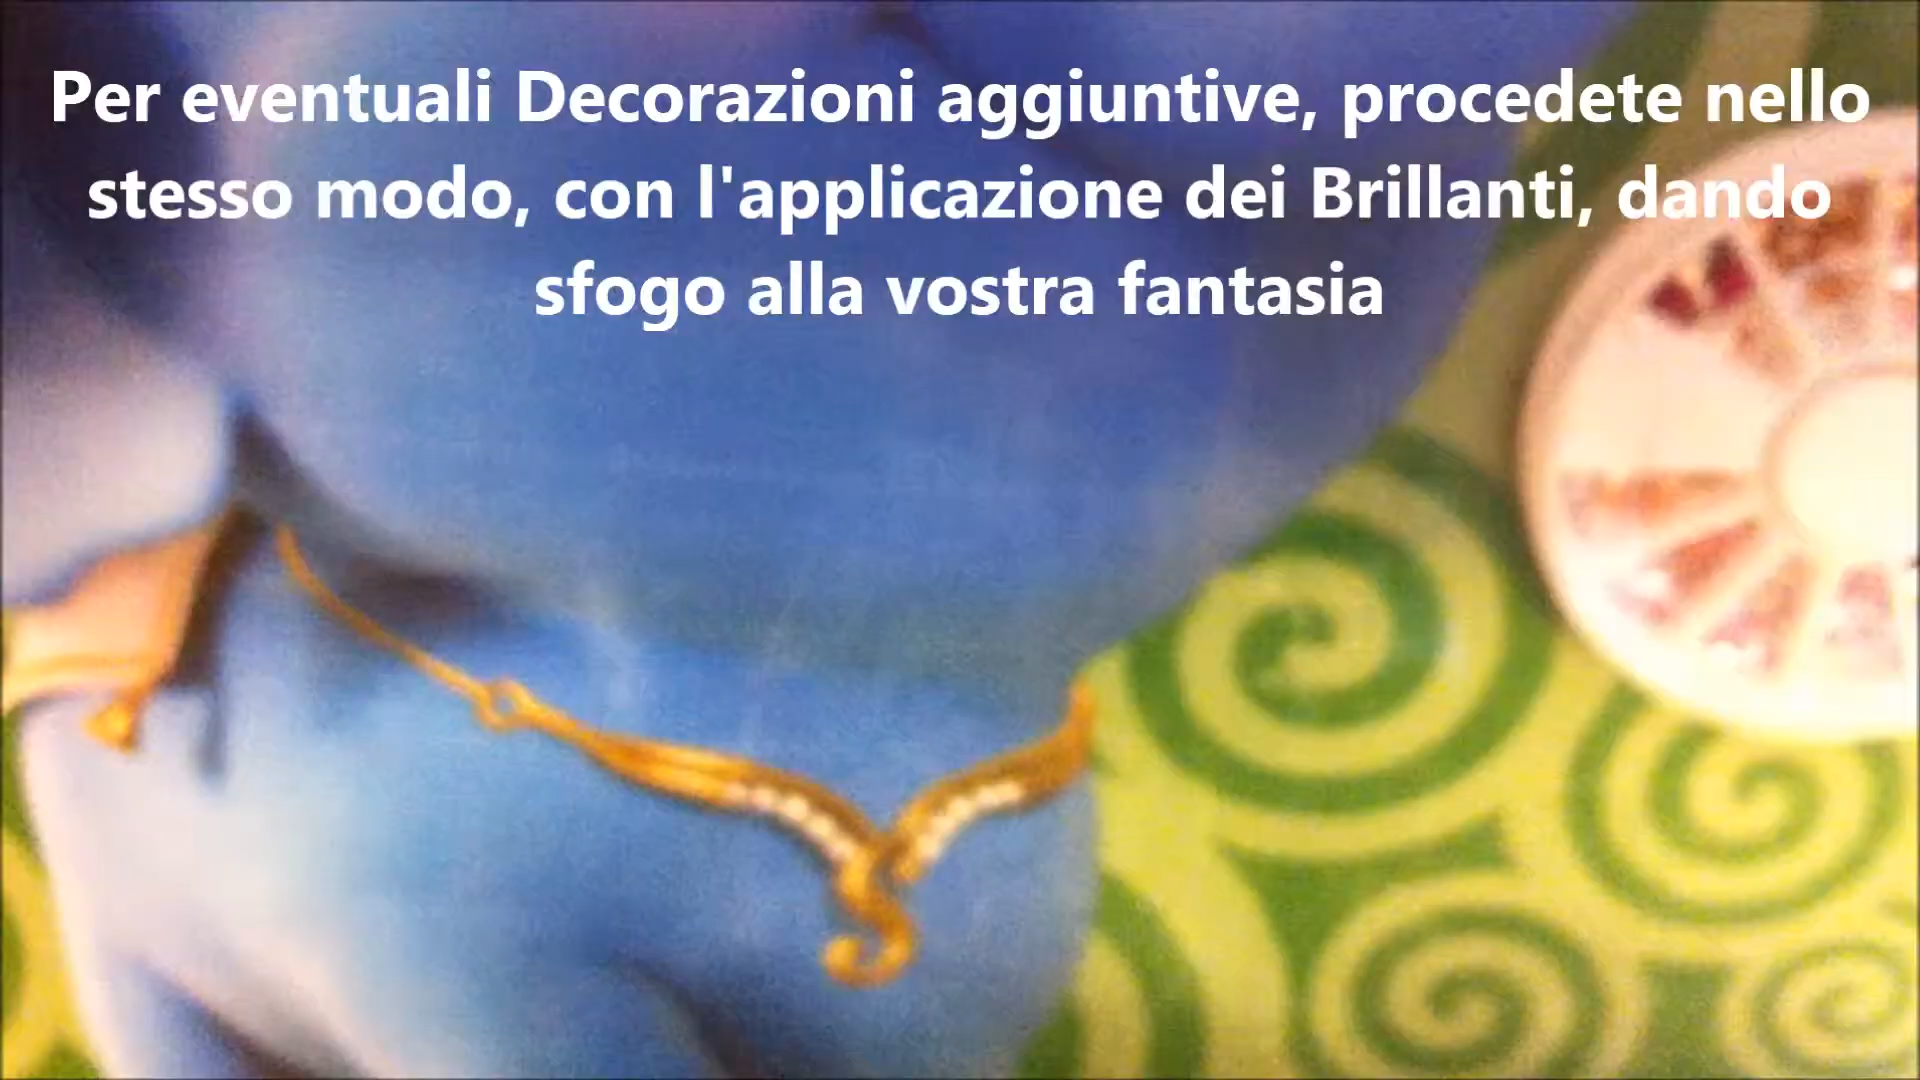 Per eventuali Decorazioni aggiuntive, procedete nello
stesso modo, con l'applicazione dei Brillanti, dando
sfogo alla vostra fantasia